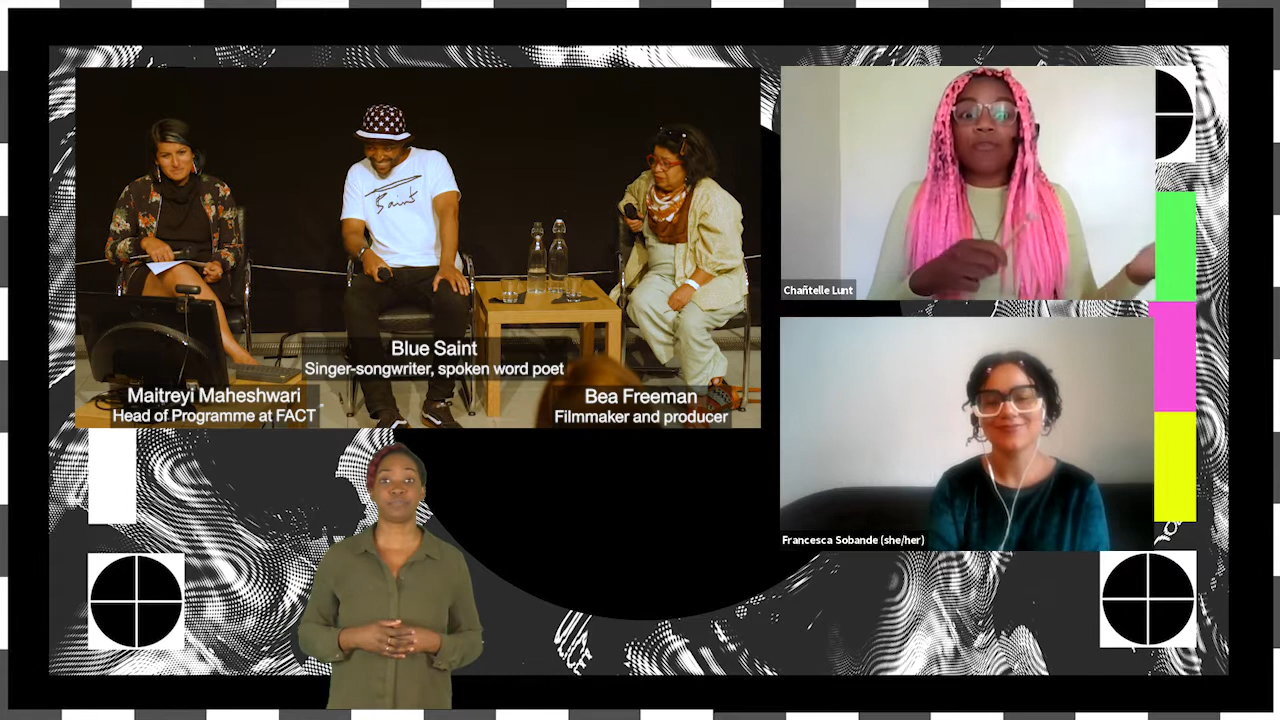 Saint
Blue Saint
Singer-songwriter, spoken word poet
Maitreyi Maheshwari
Head of Programme at FACT
Bea Freeman
Filmmaker and producer
Chañtelle Lunt
Francesca Sobande (she/her)